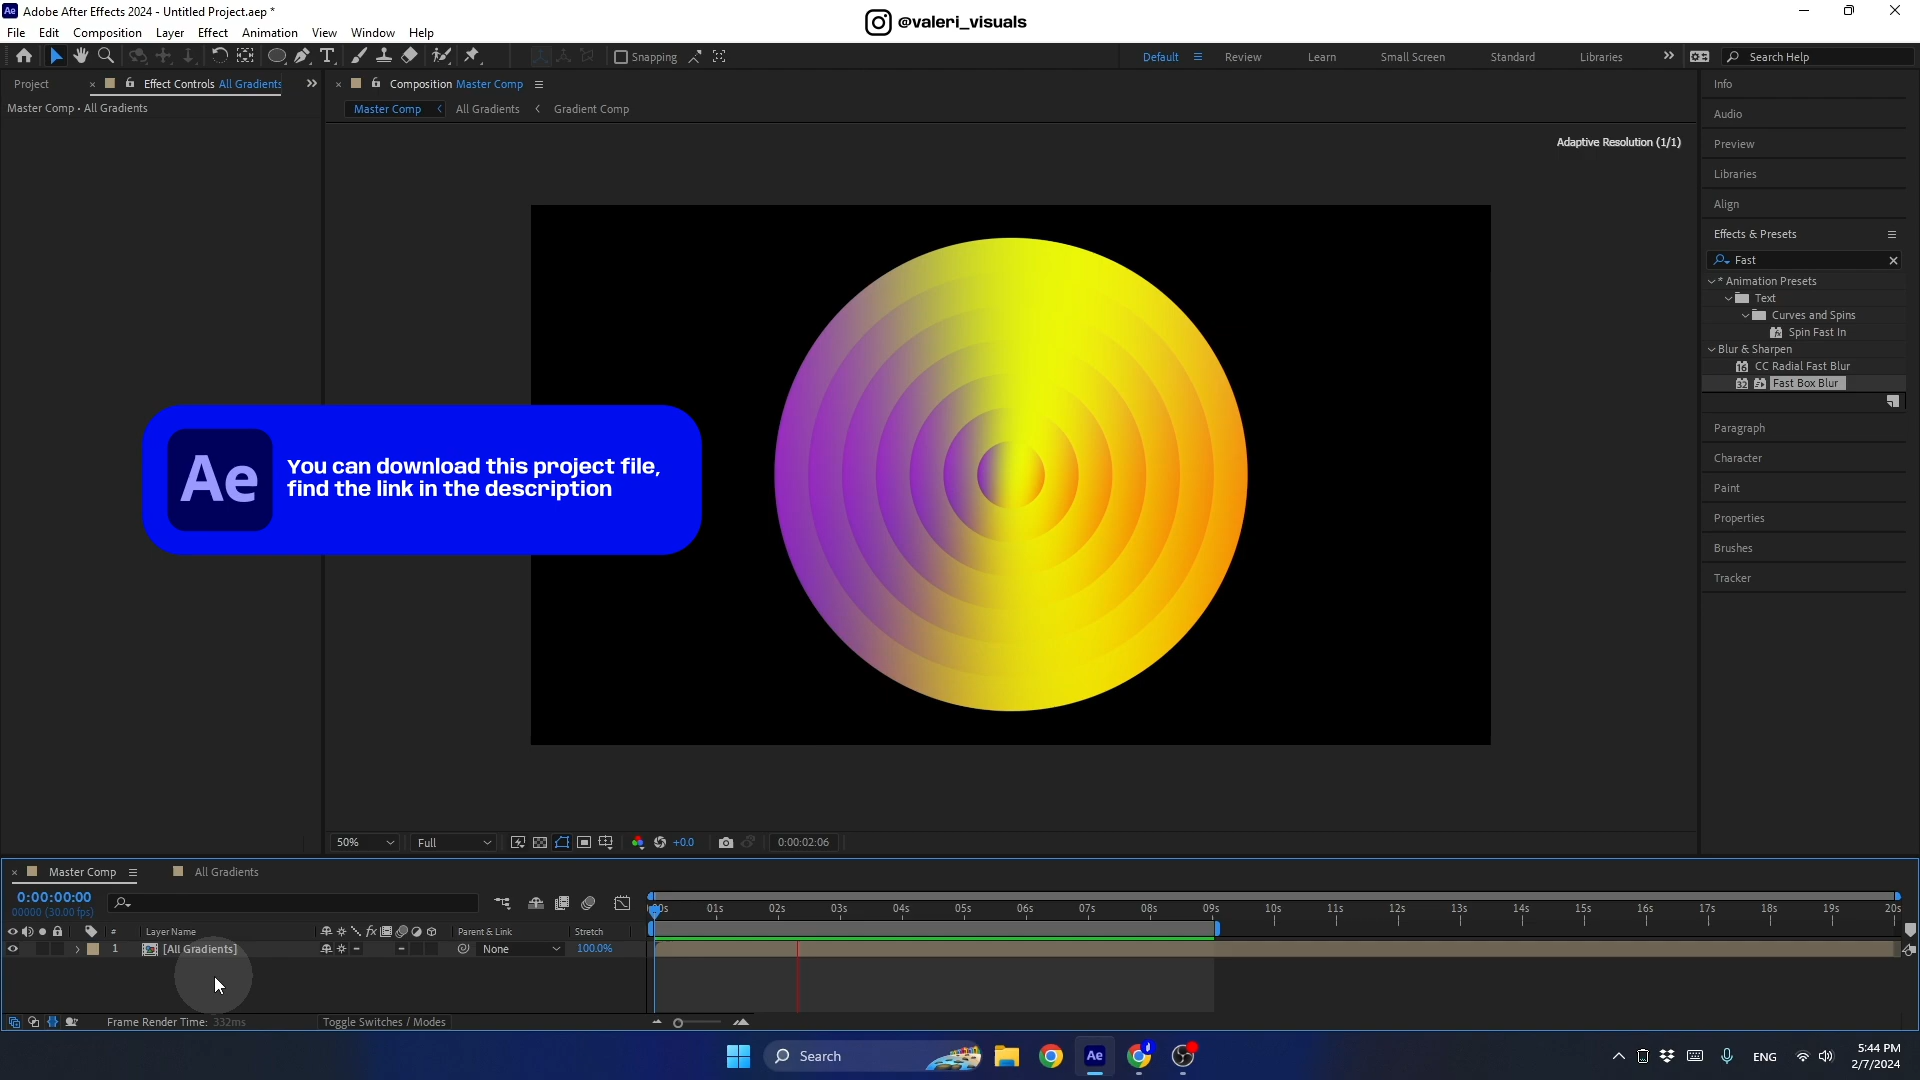 Ae Adobe After Effects 2024 - Untitled Project.aep *
@valeri_visuals
File Edit Composition Layer Effect Animation View Window Help
Snapping
Default Review Learn Small Screen Standard Libraries Search Help
Project Effect Controls All Gradients
Composition Master Comp
Master Comp • All Gradients
Master Comp < All Gradients < Gradient Comp
Adaptive Resolution (1/1)
Info
Audio
Preview
Libraries
Align
Effects & Presets
Fast
* Animation Presets
Text
Curves and Spins
Spin Fast In
Blur & Sharpen
16 CC Radial Fast Blur
32 Fast Box Blur
Paragraph
Character
Paint
Properties
Brushes
Tracker
Ae
You can download this project file,
find the link in the description
50% Full +0.0 0:00:02:06
Master Comp All Gradients
0:00:00:00
00000 (30.00 fps)
01s 02s 03s 04s 05s 06s 07s 08s 09s 10s 11s 12s 13s 14s 15s 16s 17s 18s 19s 20s
# Layer Name Parent & Link Stretch
1 [All Gradients] None 100.0%
Frame Render Time: 332ms Toggle Switches / Modes
Search Ae ENG
5:44 PM
2/7/2024